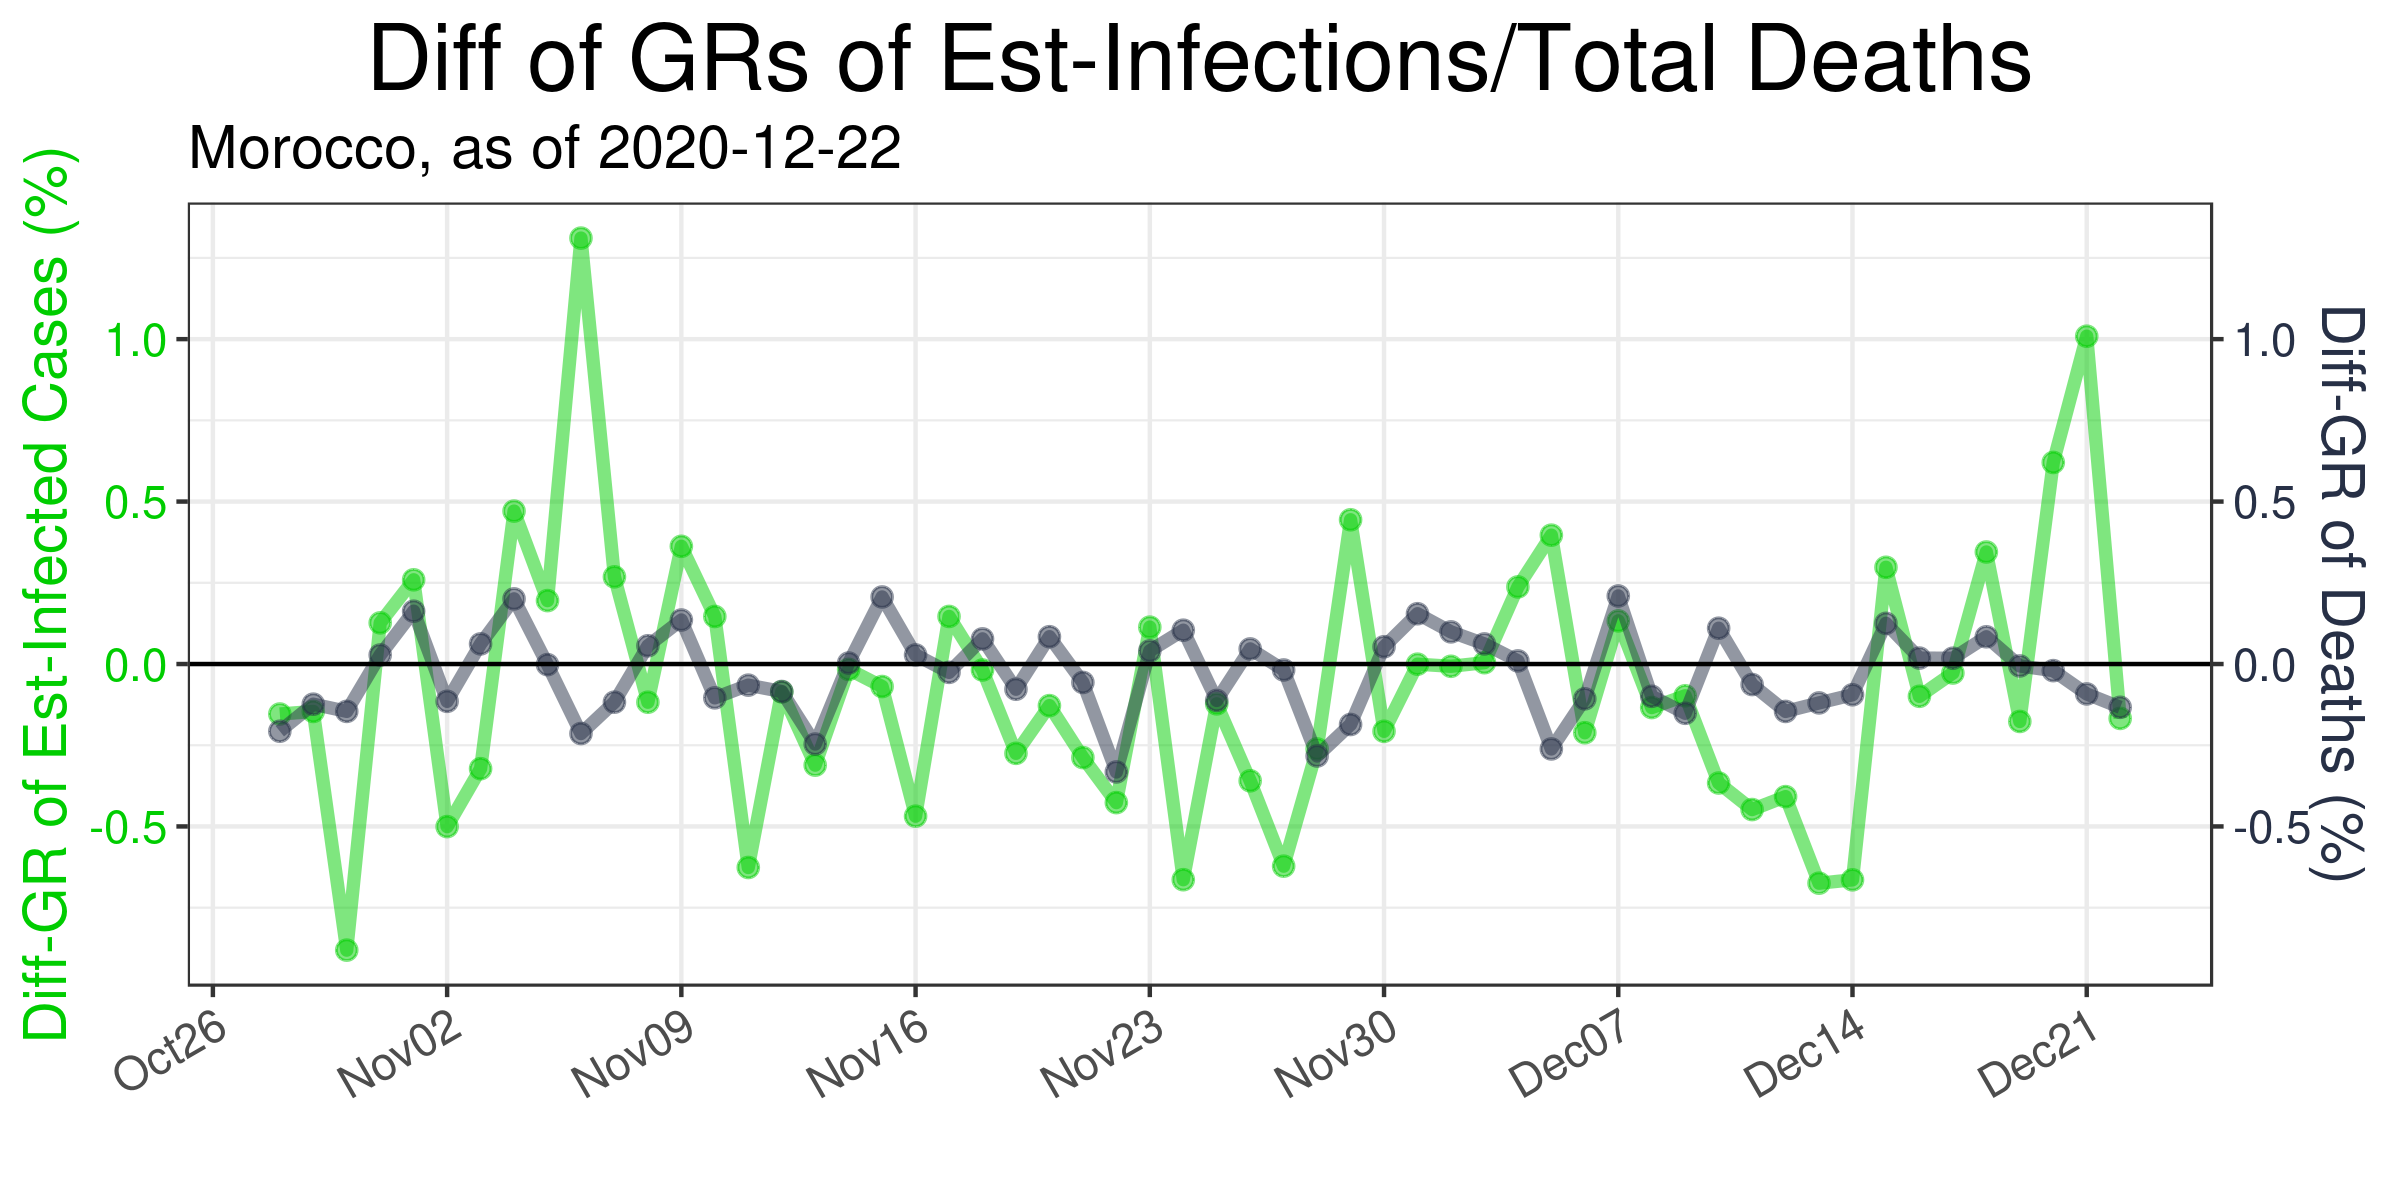 Diff of GRs of Est-Infections/Total Deaths
Morocco, as of 2020-12-22
Diff-GR of Est-Infected Cases (%)
1.0
0.5
0.0
-0.5
1.0
0.5
0.0
-0.5
Diff-GR of Deaths (%)
Oct26
Nov02
Nov09
Nov16
Nov23
Nov30
Dec07
Dec14
Dec21